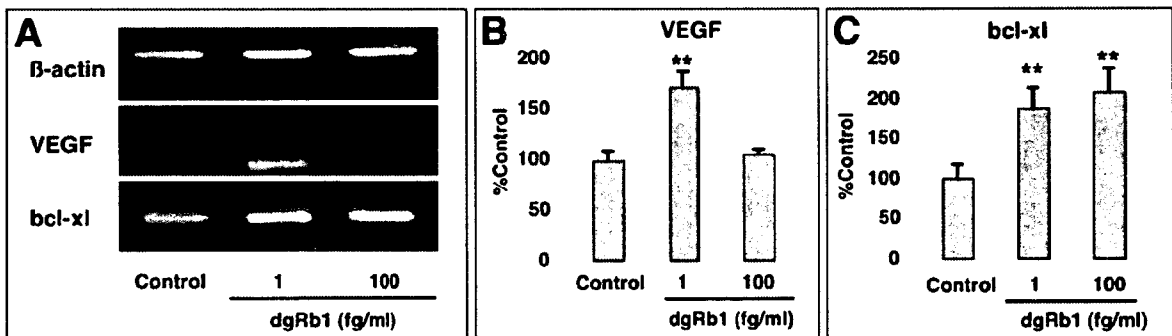 A
ß-actin
VEGF
bcl-xl
Control 1 100
dgRb1 (fg/ml)
B
VEGF
%Control
200
150
100
50
0
**
Control 1 100
dgRb1 (fg/ml)
C
bcl-xl
%Control
250
200
150
100
50
0
** **
Control 1 100
dgRb1 (fg/ml)